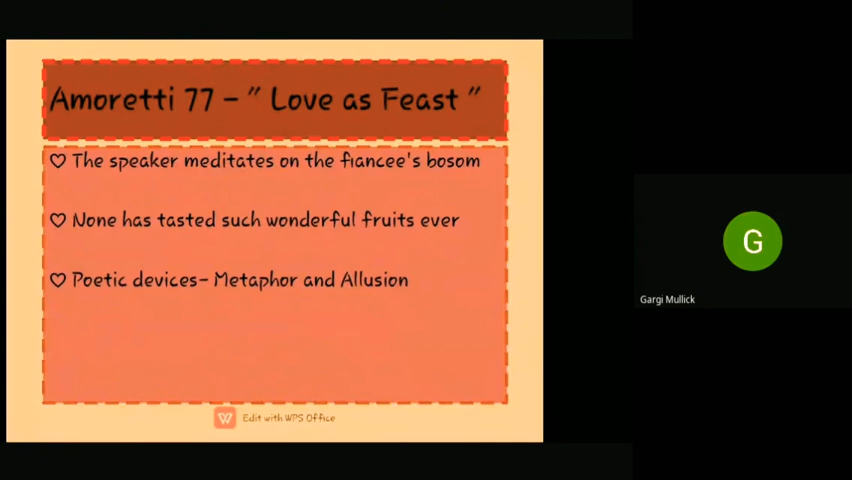 Amoretti 77 - " Love as Feast "
♡ The speaker meditates on the fiancee's bosom
♡ None has tasted such wonderful fruits ever
♡ Poetic devices- Metaphor and Allusion
W Edit with WPS Office
G
Gargi Mullick